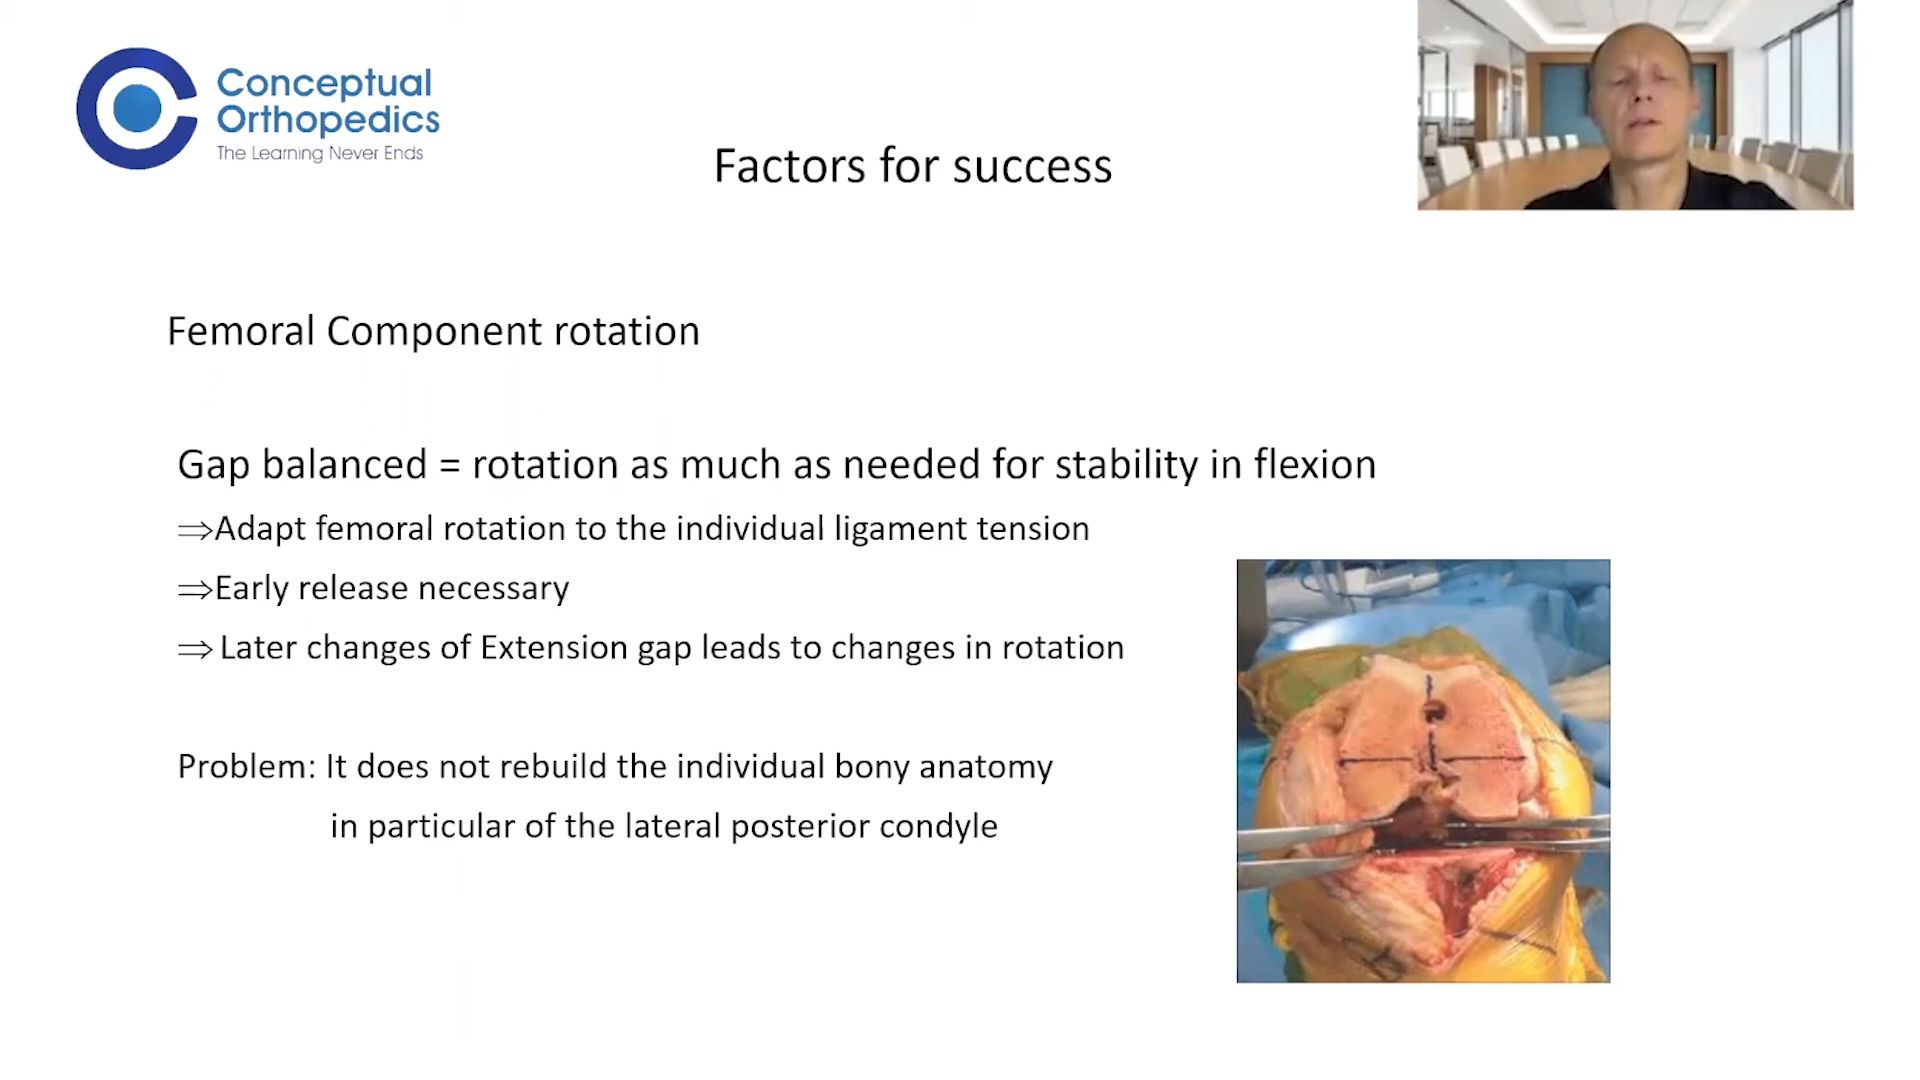 Conceptual
Orthopedics
The Learning Never Ends
Factors for success
Femoral Component rotation
Gap balanced = rotation as much as needed for stability in flexion
⇒Adapt femoral rotation to the individual ligament tension
⇒Early release necessary
⇒ Later changes of Extension gap leads to changes in rotation
Problem: It does not rebuild the individual bony anatomy
in particular of the lateral posterior condyle